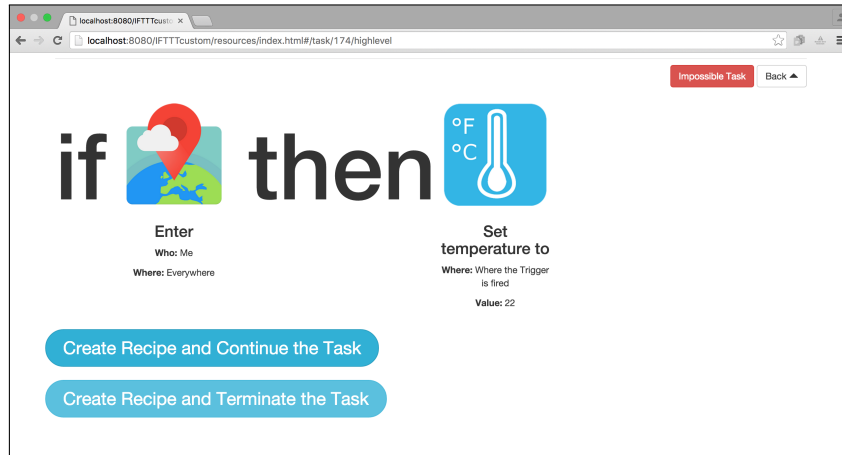 localhost:8080/IFTTTcusto
localhost:8080/IFTTTcustom/resources/index.html#/task/174/highlevel
Impossible Task
Back
if
then
°F
°C
Enter
Who: Me
Where: Everywhere
Set
temperature to
Where: Where the Trigger
is fired
Value: 22
Create Recipe and Continue the Task
Create Recipe and Terminate the Task